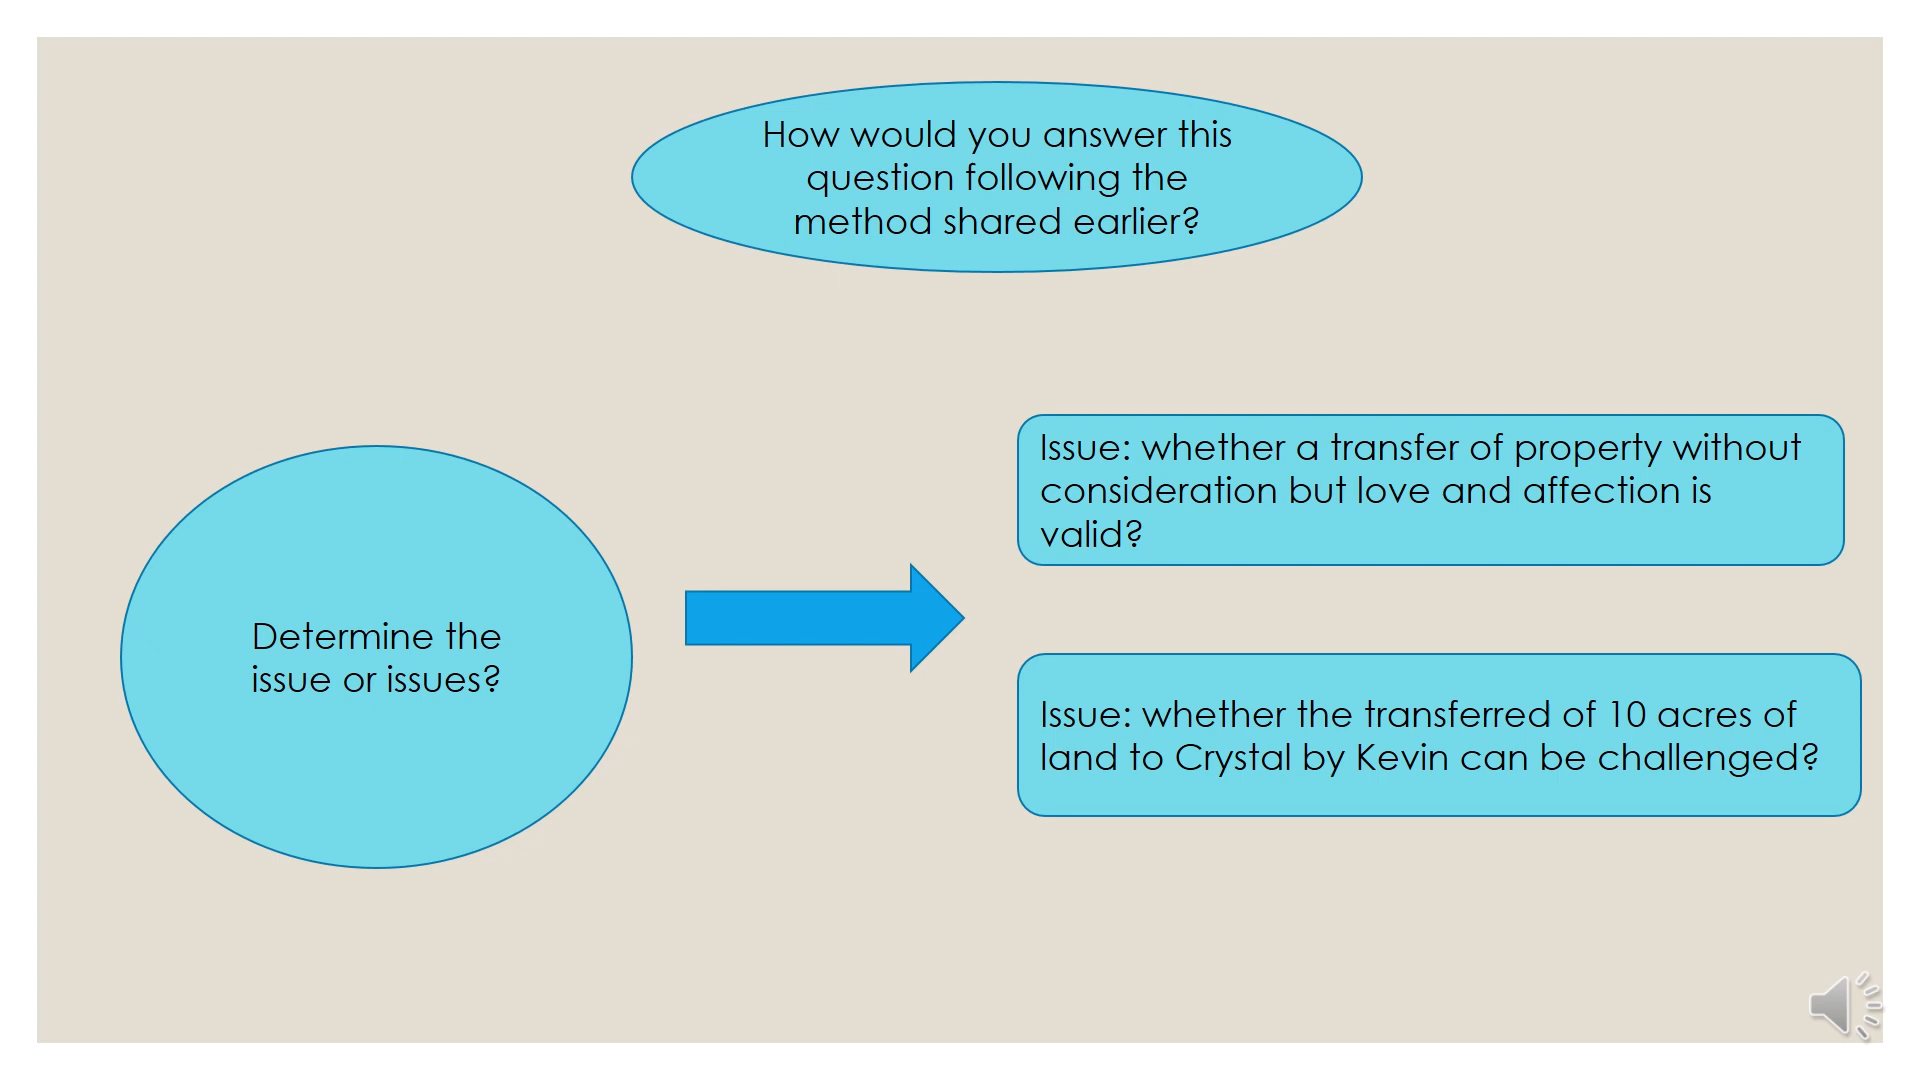 How would you answer this
question following the
method shared earlier?
Determine the
issue or issues?
Issue: whether a transfer of property without
consideration but love and affection is
valid?
Issue: whether the transferred of 10 acres of
land to Crystal by Kevin can be challenged?